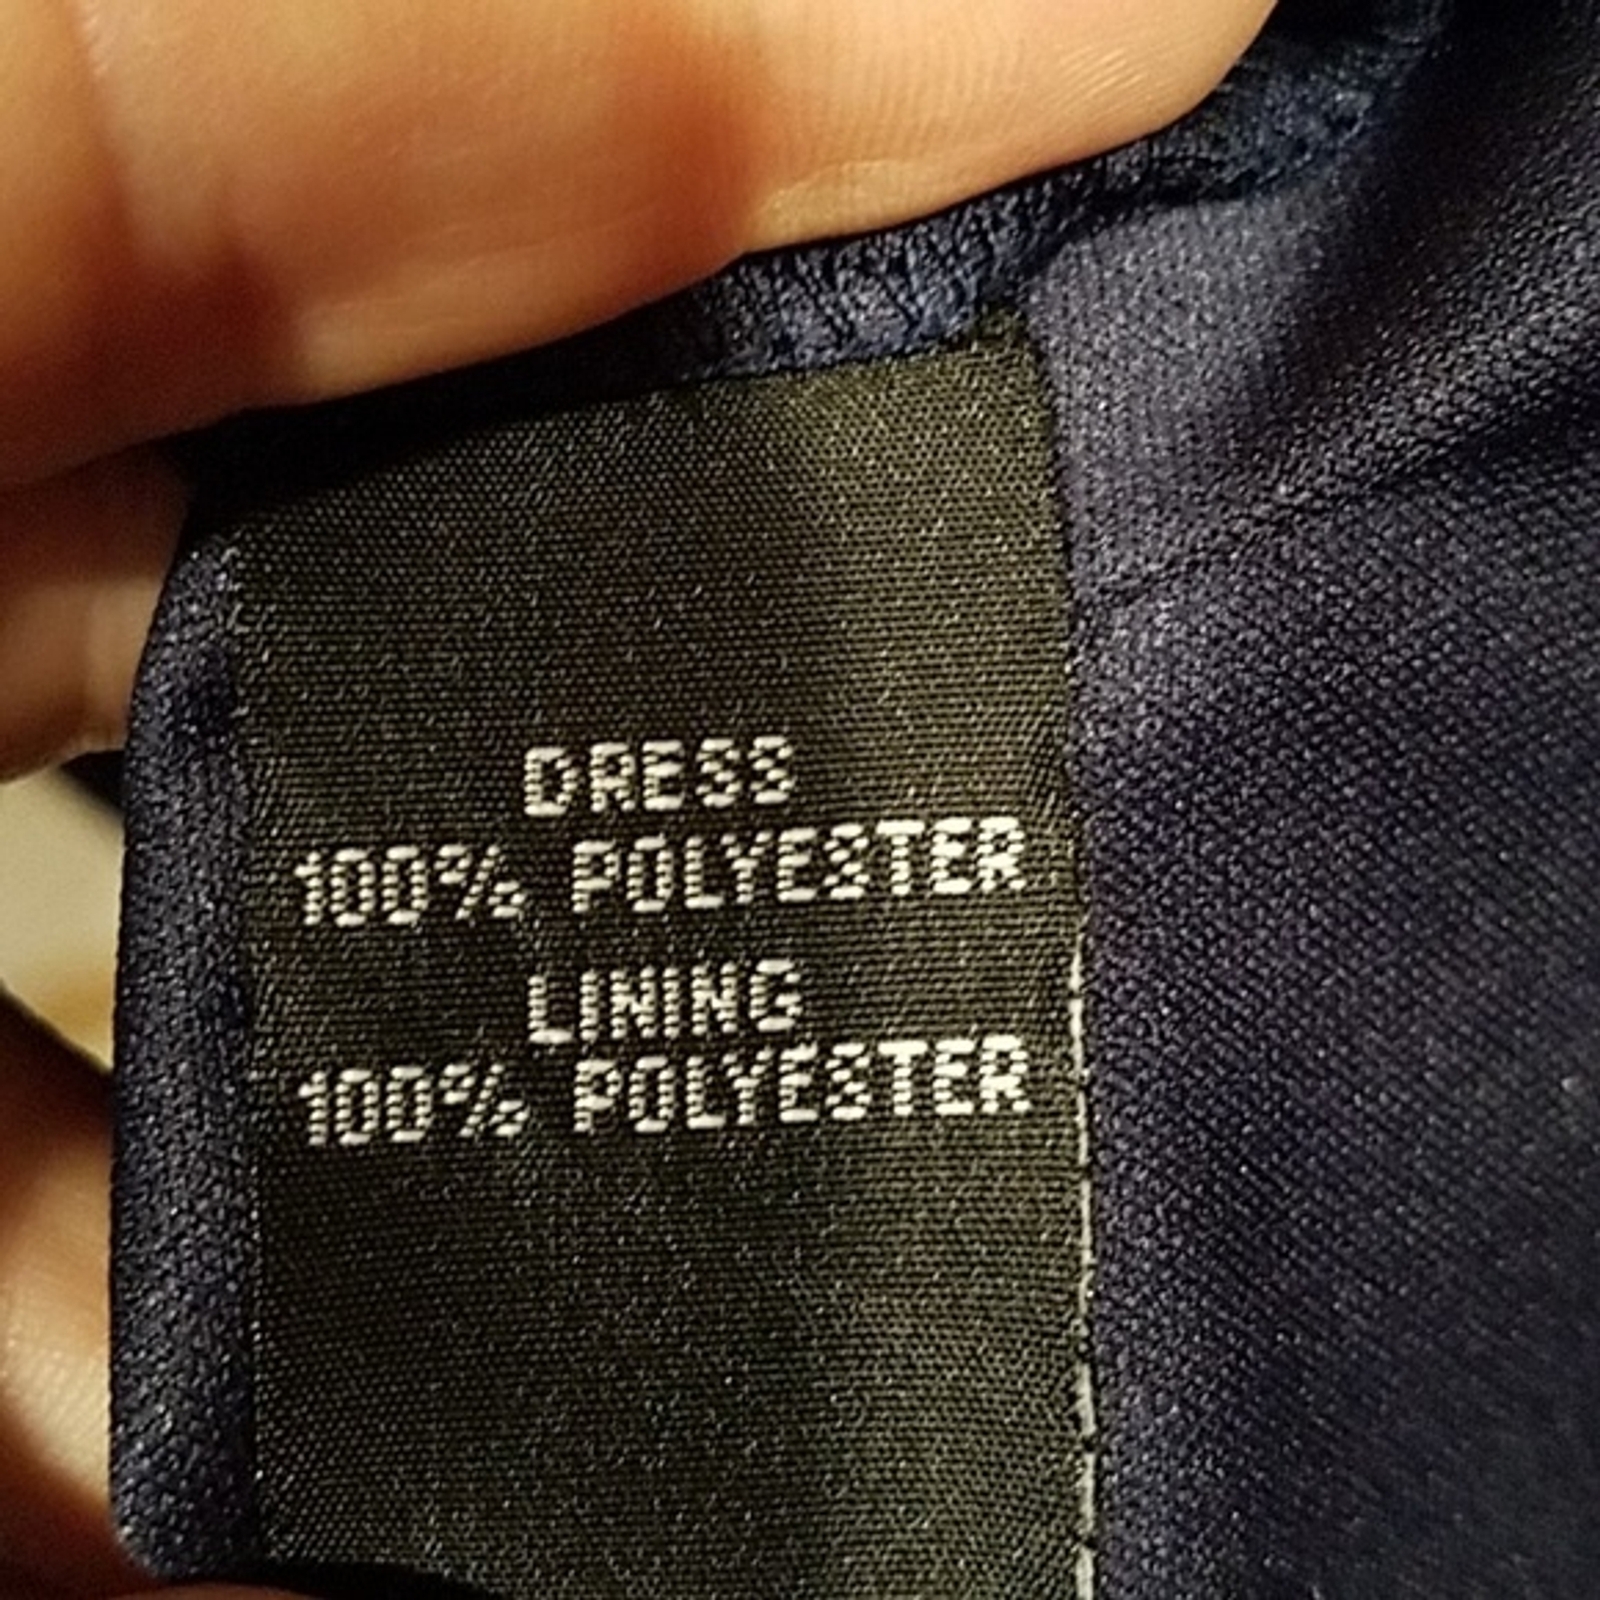 DRESS
100% POLYESTER
LINING
100% POLYESTER